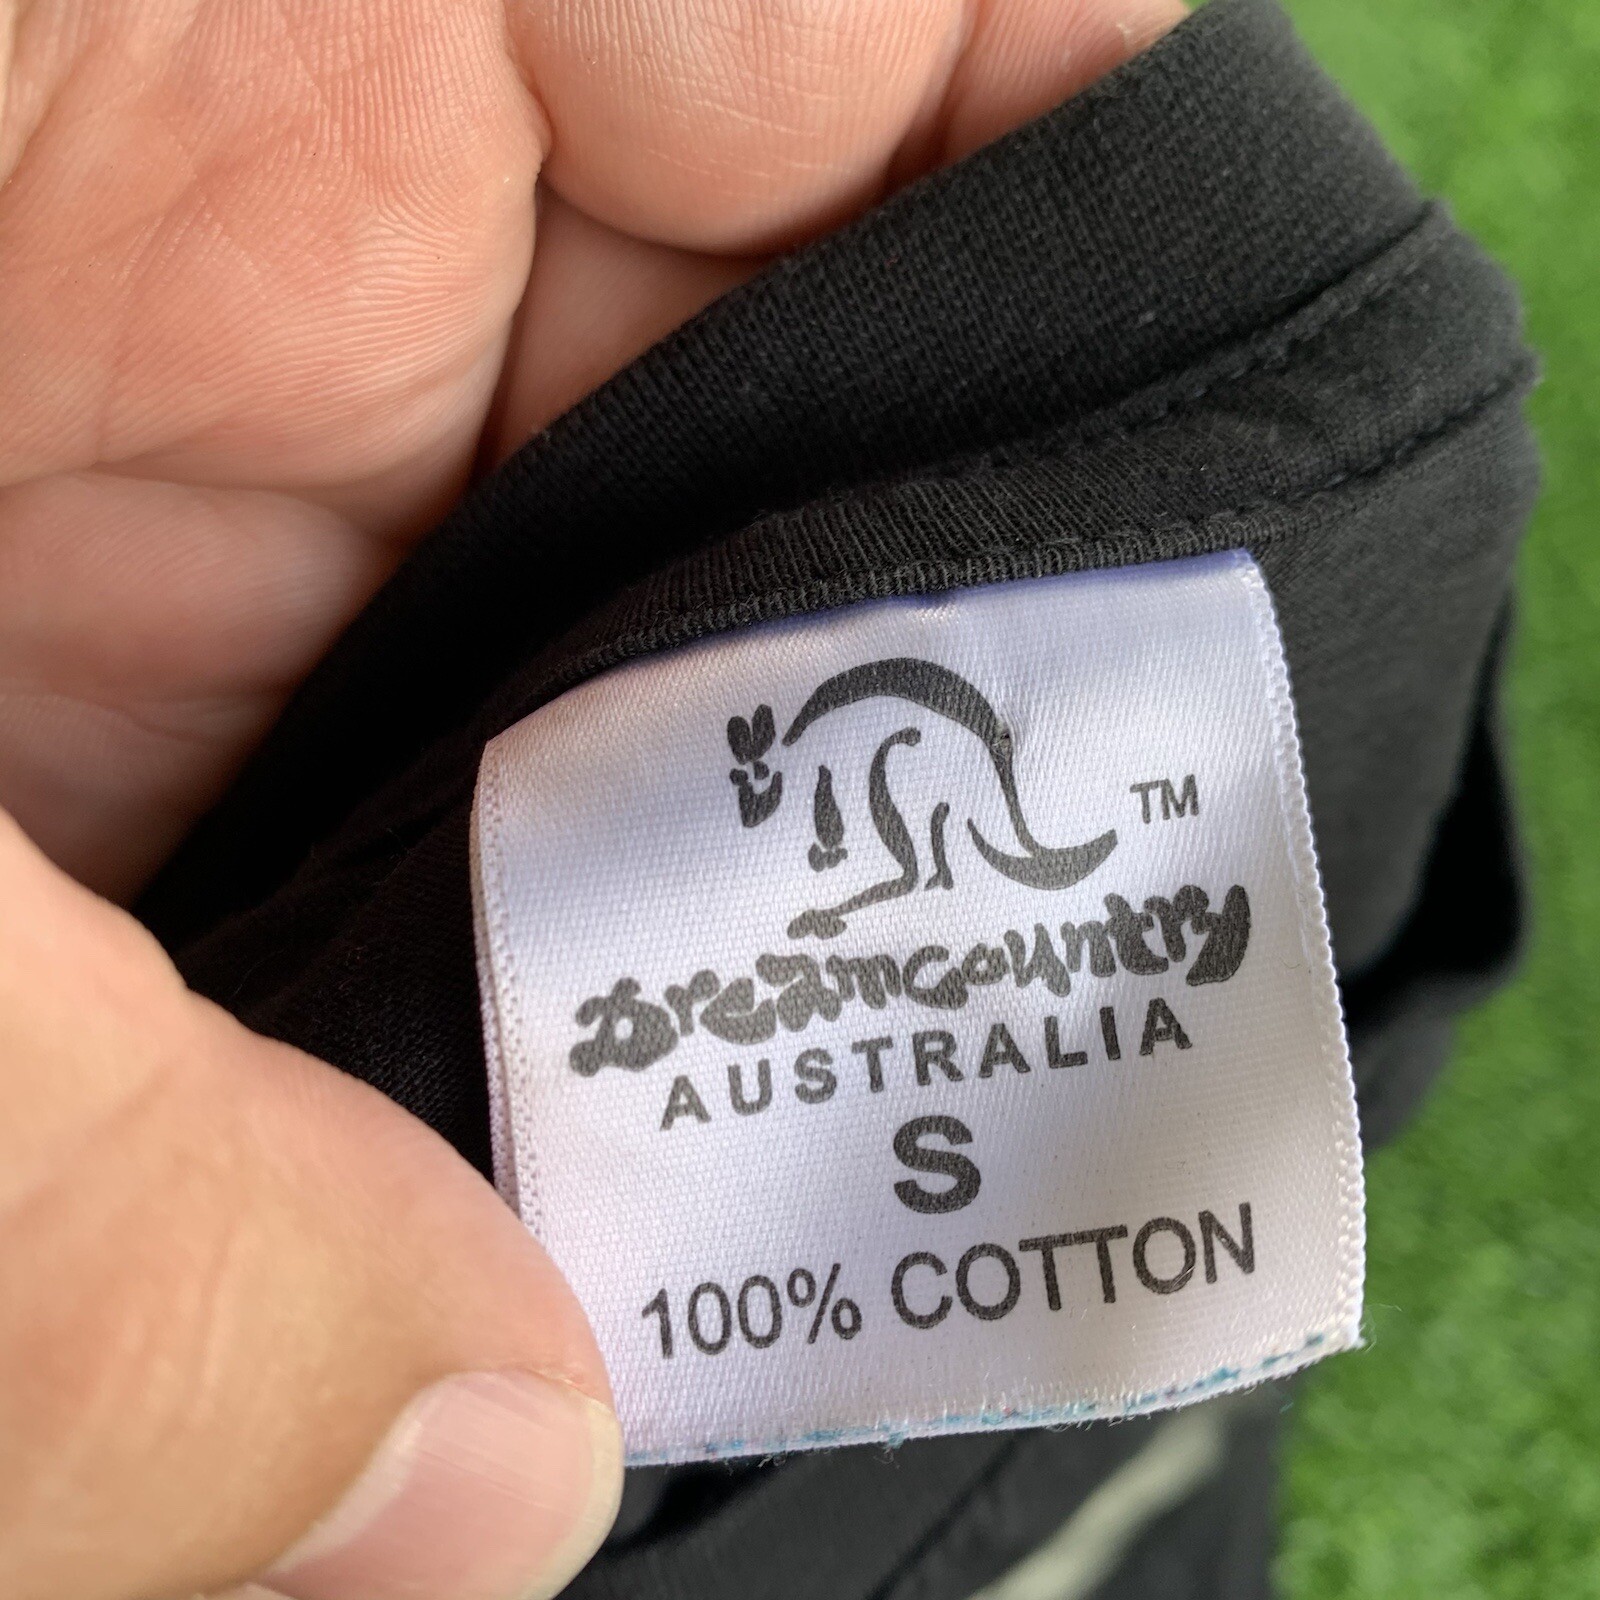 TM
Dreamcountry
AUSTRALIA
S
100% COTTON